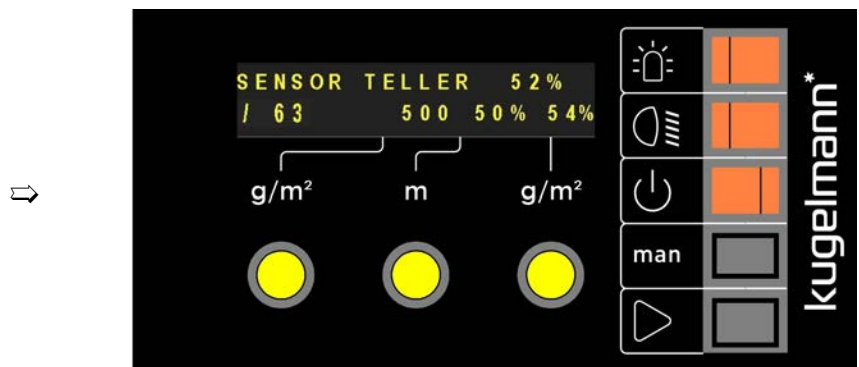 SENSOR TELLER 52%
/ 63 500 50% 54%
g/m² m g/m²
man
kugelmann*